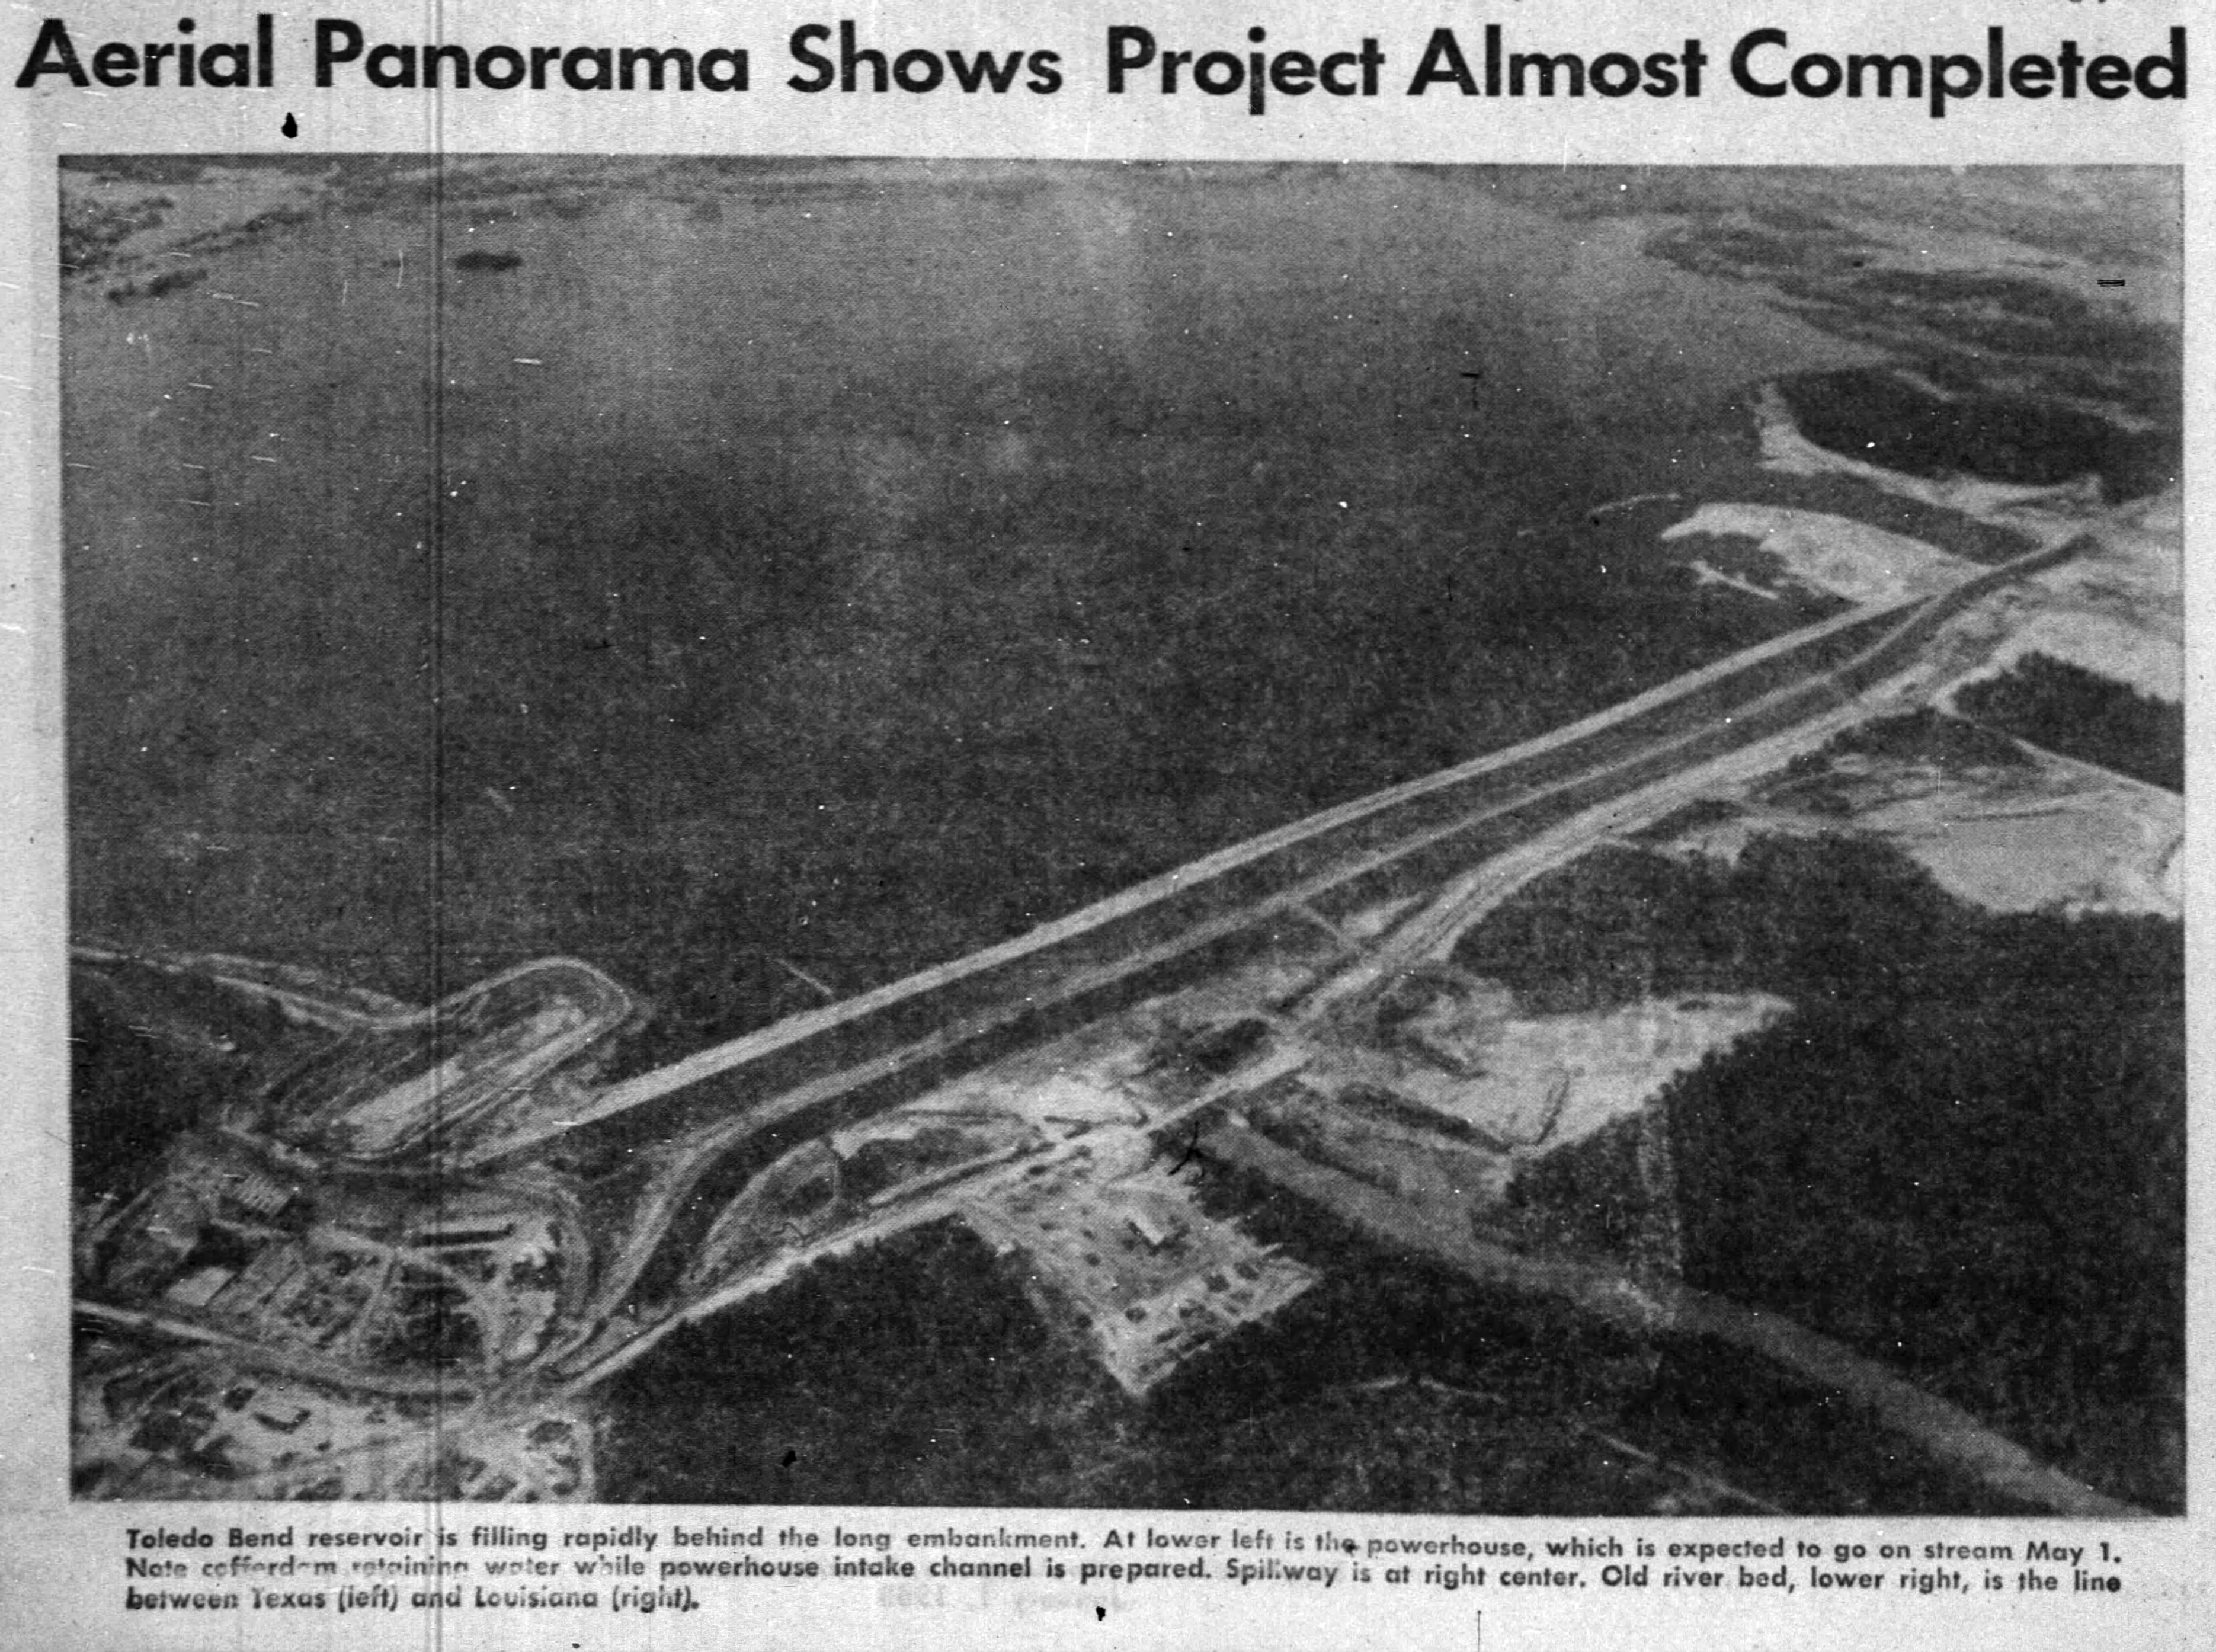 Aerial Panorama Shows Project Almost Completed
Toledo Bend reservoir is filling rapidly behind the long embankment. At lower left is the powerhouse, which is expected to go on stream May 1.
Note cofferdam retaining water while powerhouse intake channel is prepared. Spillway is at right center. Old river bed, lower right, is the line
between Texas (left) and Louisiana (right).